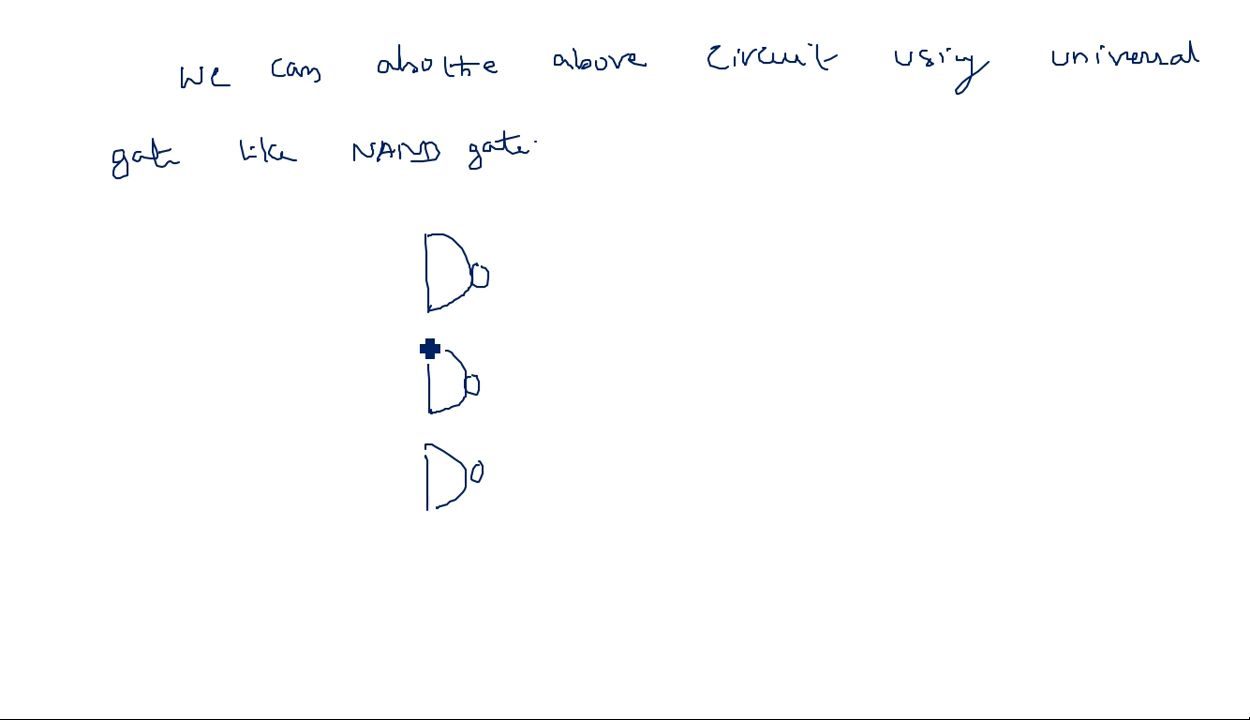 We can also the above circuit using universal
gate like NAND gate.